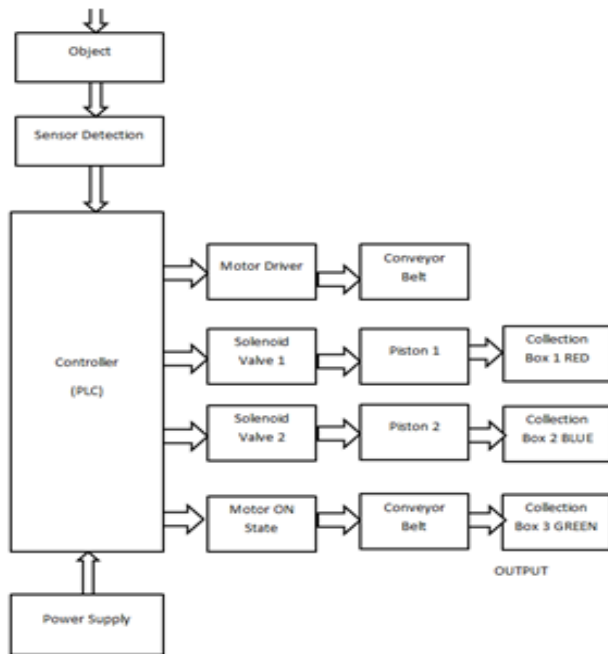 Object
Sensor Detection
Controller
(PLC)
Motor Driver
Conveyor
Belt
Solenoid
Valve 1
Piston 1
Collection
Box 1 RED
Solenoid
Valve 2
Piston 2
Collection
Box 2 BLUE
Motor ON
State
Conveyor
Belt
Collection
Box 3 GREEN
OUTPUT
Power Supply